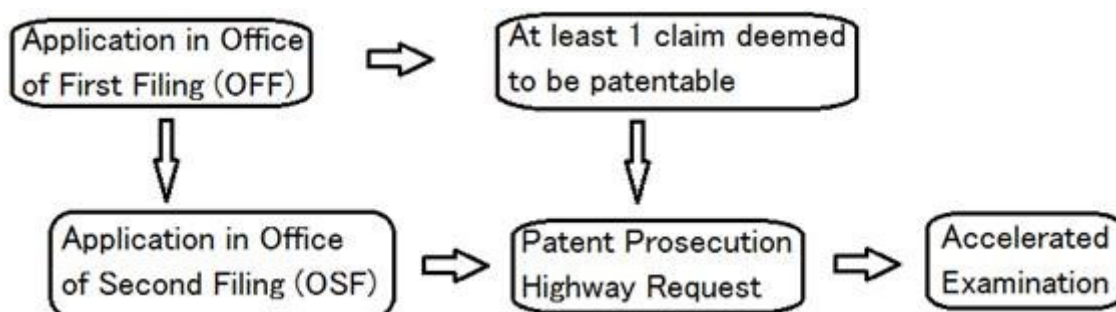 Application in Office
of First Filing (OFF)
At least 1 claim deemed
to be patentable
Application in Office
of Second Filing (OSF)
Patent Prosecution
Highway Request
Accelerated
Examination